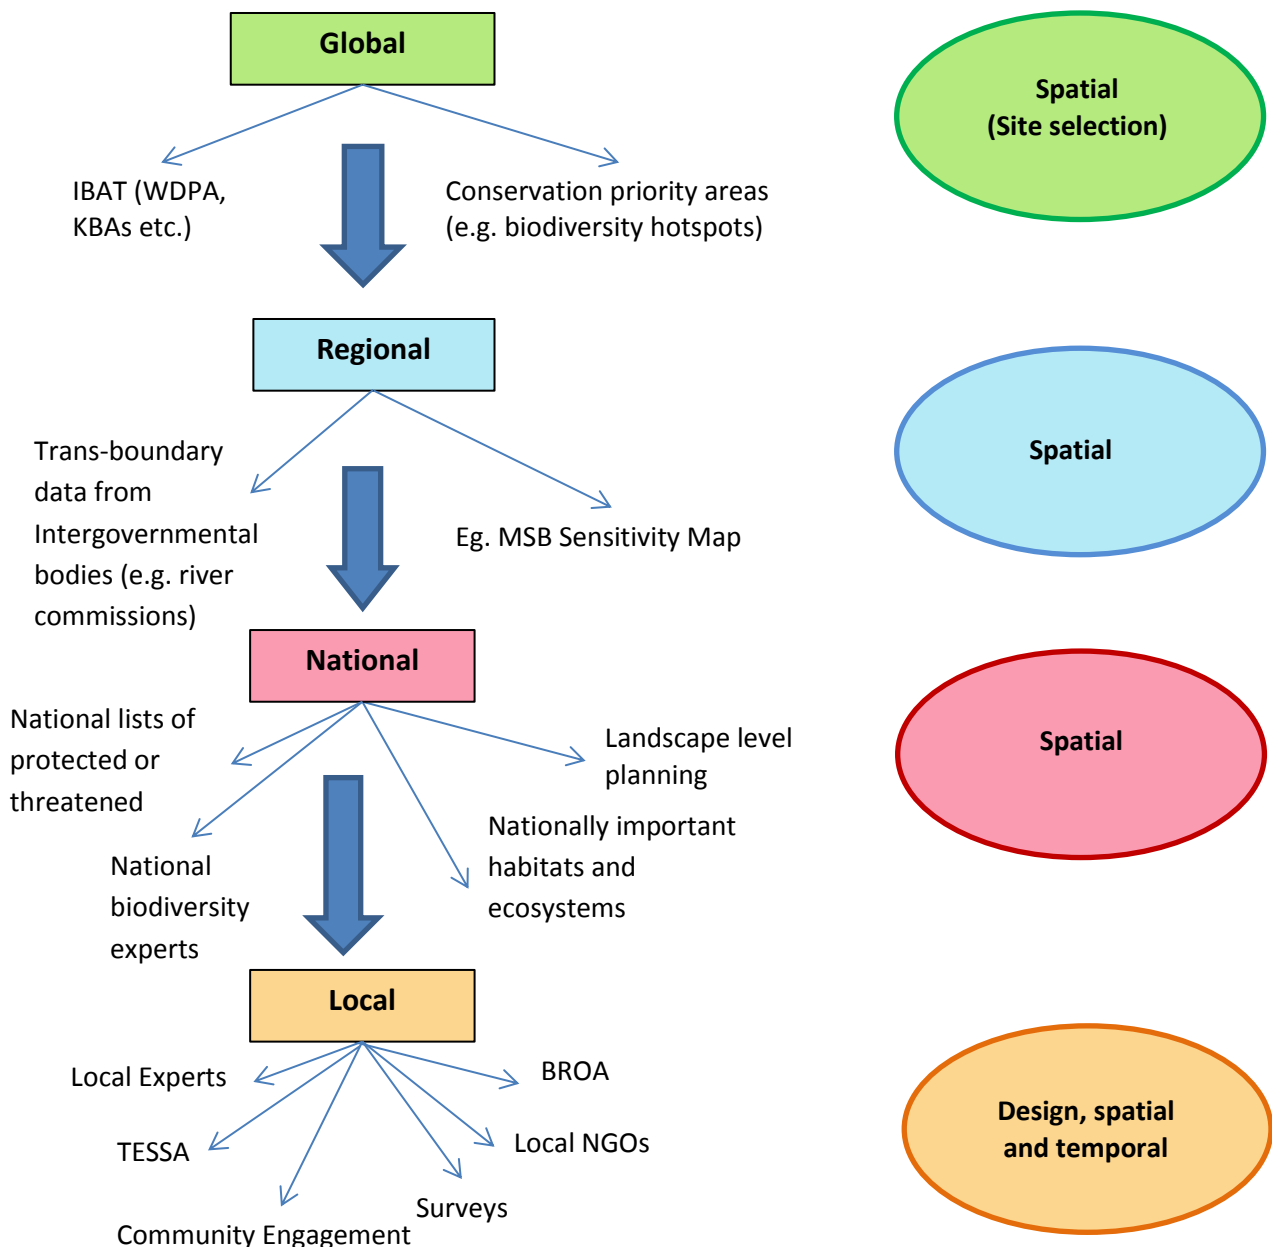 Global
Spatial
(Site selection)
IBAT (WDPA,
KBAs etc.)
Conservation priority areas
(e.g. biodiversity hotspots)
Regional
Spatial
Trans-boundary
data from
Intergovernmental
bodies (e.g. river
commissions)
Eg. MSB Sensitivity Map
National
Spatial
National lists of
protected or
threatened
Landscape level
planning
National
biodiversity
experts
Nationally important
habitats and
ecosystems
Local
Design, spatial
and temporal
Local Experts
BROA
TESSA
Local NGOs
Surveys
Community Engagement